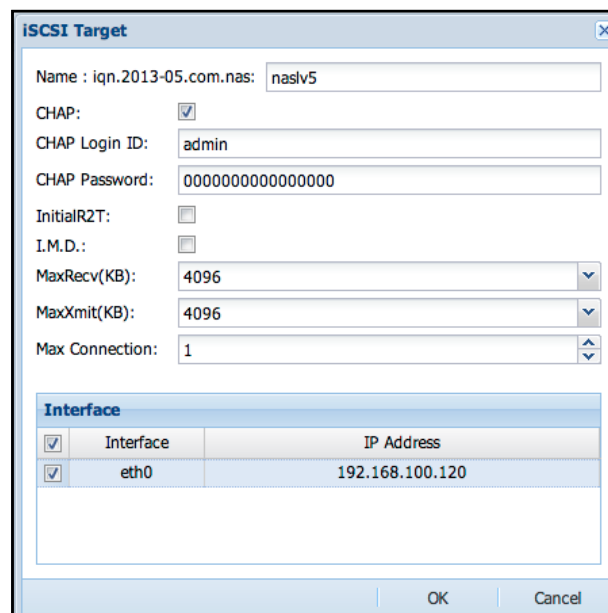 iSCSI Target
Name : iqn.2013-05.com.nas: naslv5
CHAP:
CHAP Login ID: admin
CHAP Password: 0000000000000000
InitialR2T:
I.M.D.:
MaxRecv(KB): 4096
MaxXmit(KB): 4096
Max Connection: 1
Interface
Interface IP Address
eth0 192.168.100.120
OK Cancel